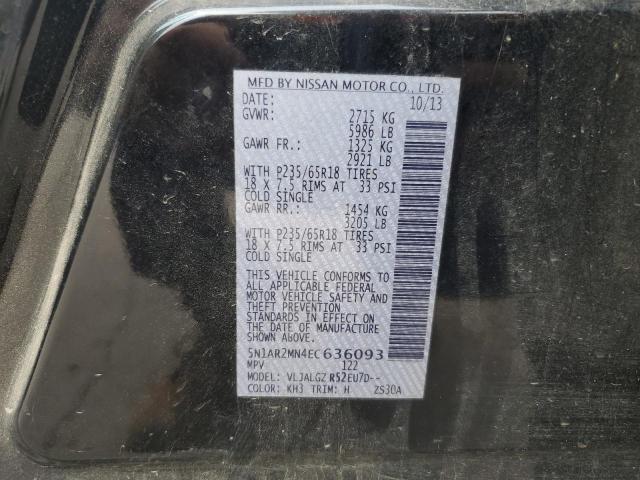 MFD BY NISSAN MOTOR CO., LTD.
DATE: 10/13
GVWR: 2715 KG
5986 LB
GAWR FR.: 1325 KG
2921 LB
WITH P235/65R18 TIRES
18 X 7.5 RIMS AT 33 PSI
COLD SINGLE
GAWR RR.: 1454 KG
3205 LB
WITH P235/65R18 TIRES
18 X 7.5 RIMS AT 33 PSI
COLD SINGLE
THIS VEHICLE CONFORMS TO
ALL APPLICABLE FEDERAL
MOTOR VEHICLE SAFETY AND
THEFT PREVENTION
STANDARDS IN EFFECT ON
THE DATE OF MANUFACTURE
SHOWN ABOVE.
5N1AR2MN4EC636093
MPV 122
MODEL: VLJALGZ R52EU7D--
COLOR: KH3 TRIM: H ZS30A